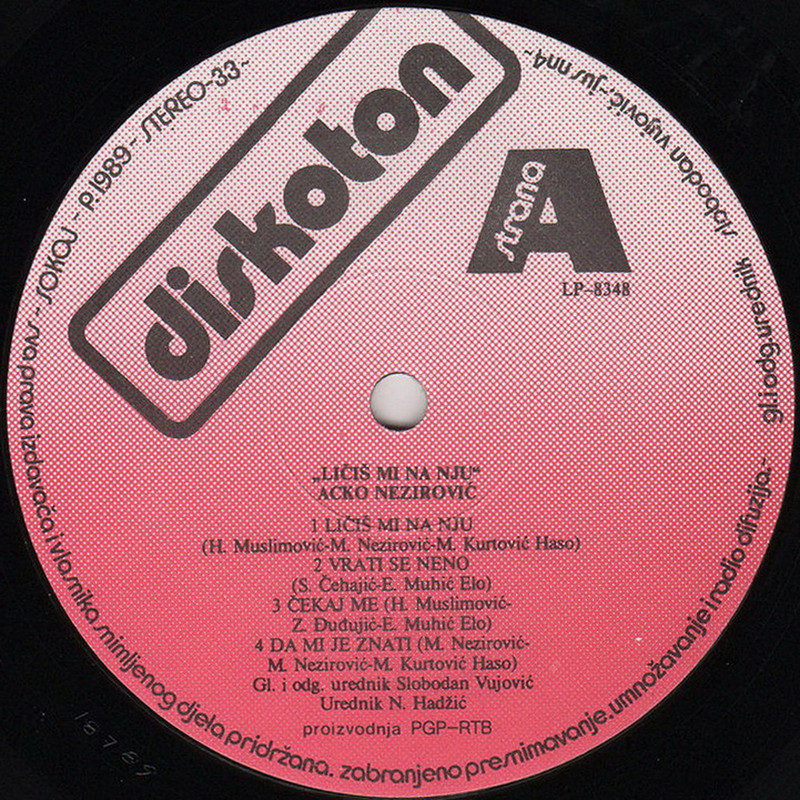 diskoton
strana
A
LP-8348
„LIČIŠ MI NA NJU“
ACKO NEZIROVIĆ
1 LIČIŠ MI NA NJU
(H. Muslimović-M. Nezirović-M. Kurtović Haso)
2 VRATI SE NENO
(S. Čehajić-E. Muhić Elo)
3 ČEKAJ ME (H. Muslimović-
Z. Đuđujić-E. Muhić Elo)
4 DA MI JE ZNATI (M. Nezirović-
M. Nezirović-M. Kurtović Haso)
Gl. i odg. urednik Slobodan Vujović
Urednik N. Hadžić
proizvodnja PGP-RTB
gl.i odg.urednik slobodan vujović-jus nn4-
STEREO-33- p.1989- SOKOJ - sva prava izdavača i vlasnika snimljenog djela pridržana. zabranjeno presnimavanje.umnožavanje i radio difuzija.-
18789